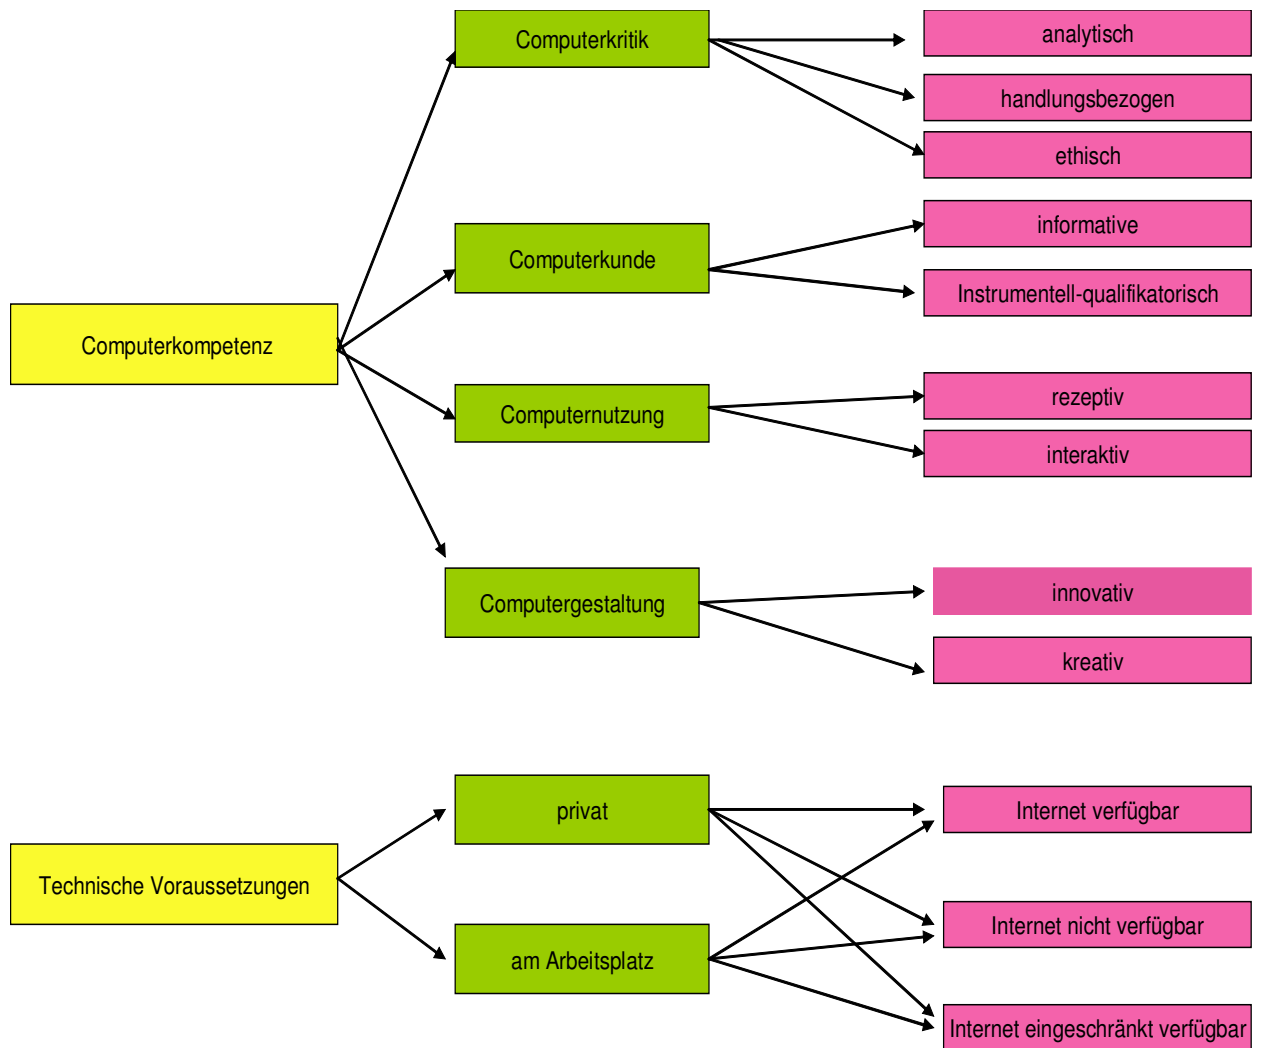 Computerkritik
analytisch
handlungsbezogen
ethisch
Computerkunde
informative
Instrumentell-qualifikatorisch
Computerkompetenz
Computernutzung
rezeptiv
interaktiv
Computergestaltung
innovativ
kreativ
privat
Internet verfügbar
Technische Voraussetzungen
Internet nicht verfügbar
am Arbeitsplatz
Internet eingeschränkt verfügbar